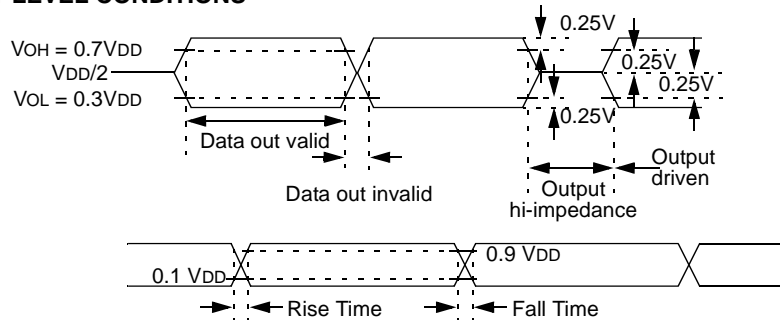 LEVEL CONDITIONS
VOH = 0.7VDD
VDD/2
VOL = 0.3VDD
0.25V
0.25V
0.25V
0.25V
Data out valid
Data out invalid
Output
hi-impedance
Output
driven
0.1 VDD
0.9 VDD
Rise Time
Fall Time